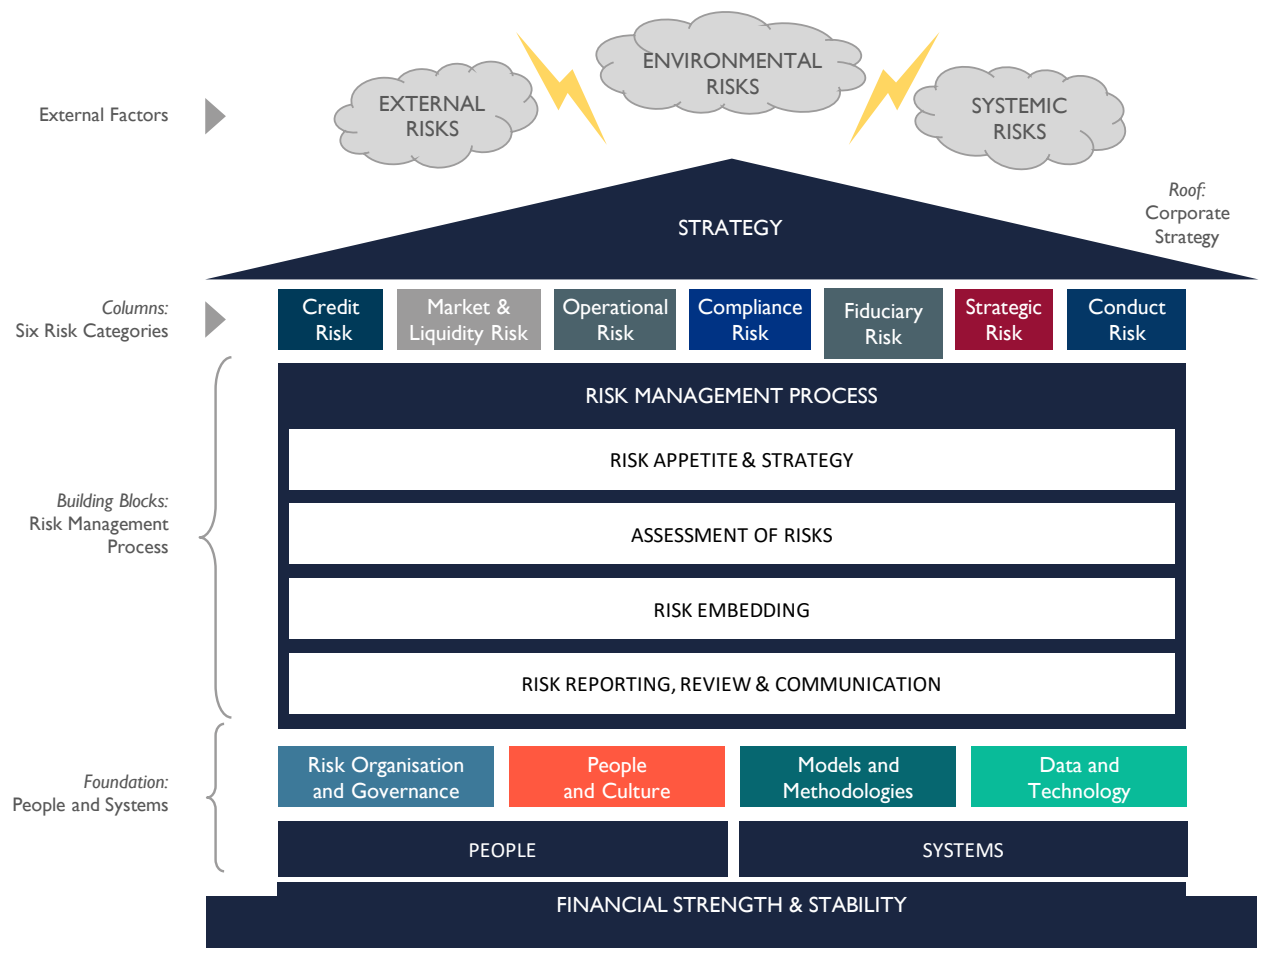 ENVIRONMENTAL
RISKS
EXTERNAL
RISKS
SYSTEMIC
RISKS
External Factors
Roof:
Corporate
Strategy
STRATEGY
Columns:
Six Risk Categories
Credit
Risk
Market &
Liquidity Risk
Operational
Risk
Compliance
Risk
Fiduciary
Risk
Strategic
Risk
Conduct
Risk
Building Blocks:
Risk Management
Process
RISK MANAGEMENT PROCESS
RISK APPETITE & STRATEGY
ASSESSMENT OF RISKS
RISK EMBEDDING
RISK REPORTING, REVIEW & COMMUNICATION
Foundation:
People and Systems
Risk Organisation
and Governance
People
and Culture
Models and
Methodologies
Data and
Technology
PEOPLE
SYSTEMS
FINANCIAL STRENGTH & STABILITY